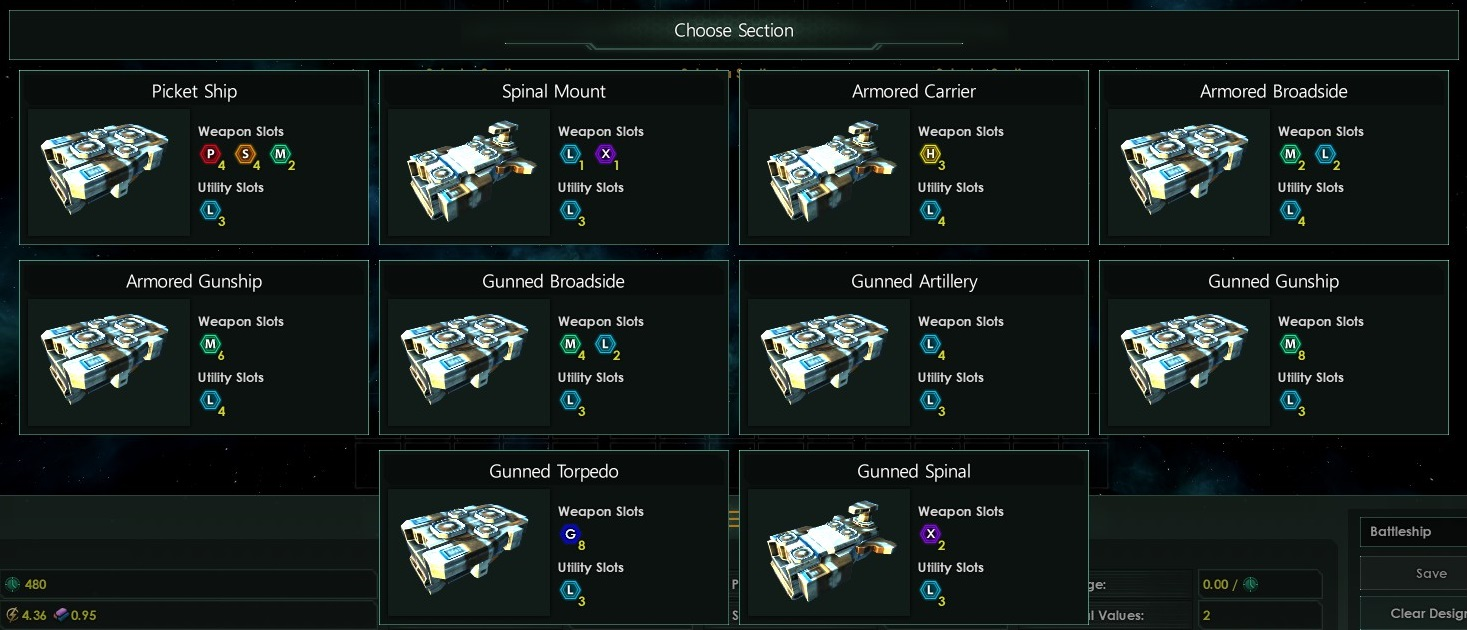 Choose Section
Picket Ship
Weapon Slots
P 4 S 4 M 2
Utility Slots
L 3
Spinal Mount
Weapon Slots
L 1 X 1
Utility Slots
L 3
Armored Carrier
Weapon Slots
H 3
Utility Slots
L 4
Armored Broadside
Weapon Slots
M 2 L 2
Utility Slots
L 4
Armored Gunship
Weapon Slots
M 6
Utility Slots
L 4
Gunned Broadside
Weapon Slots
M 4 L 2
Utility Slots
L 3
Gunned Artillery
Weapon Slots
L 4
Utility Slots
L 3
Gunned Gunship
Weapon Slots
M 8
Utility Slots
L 3
Gunned Torpedo
Weapon Slots
G 8
Utility Slots
L 3
Gunned Spinal
Weapon Slots
X 2
Utility Slots
L 3
480
4.36 0.95
P
S
ge: 0.00 /
l Values: 2
Battleship
Save
Clear Design